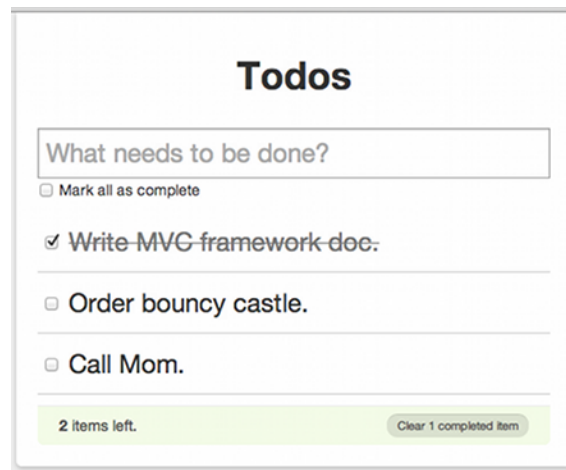 Todos
What needs to be done?
Mark all as complete
Write MVC framework doc.
Order bouncy castle.
Call Mom.
2 items left.
Clear 1 completed item